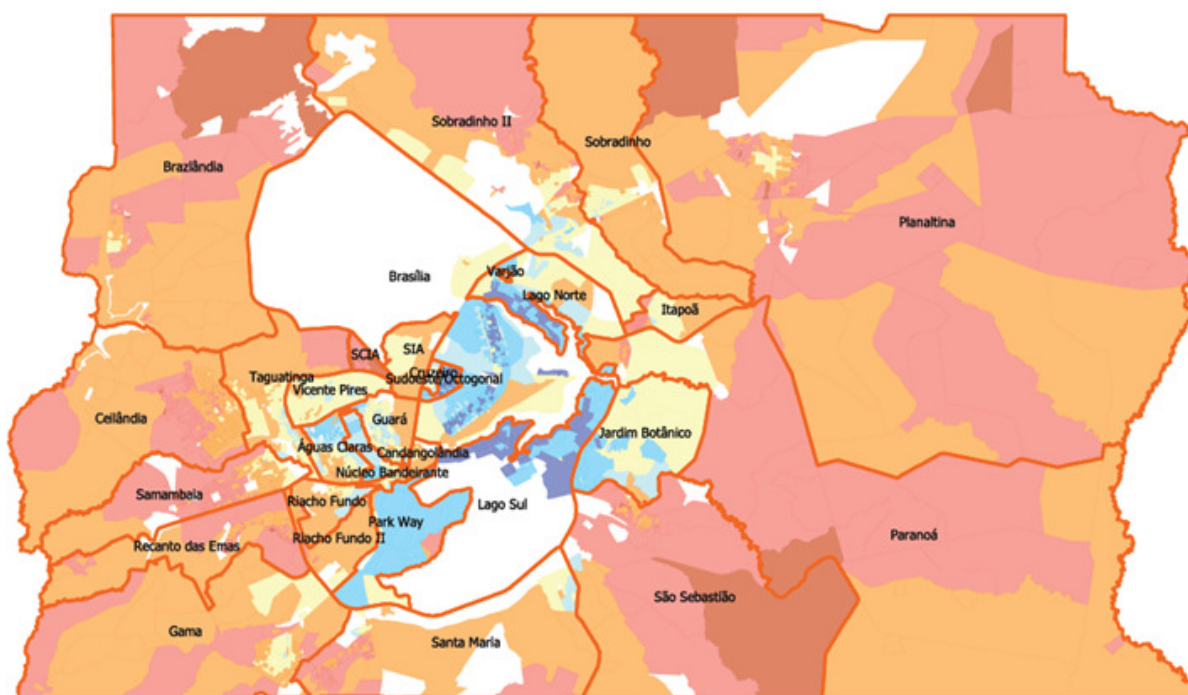 Sobradinho II
Sobradinho
Brazlândia
Planaltina
Brasília
Varjão
Lago Norte
Itapoã
SCIA
SIA
Cruzeiro
Sudoeste/Octogonal
Taguatinga
Vicente Pires
Ceilândia
Guará
Jardim Botânico
Águas Claras
Candangolândia
Núcleo Bandeirante
Samambaia
Riacho Fundo
Lago Sul
Park Way
Riacho Fundo II
Recanto das Emas
Paranoá
São Sebastião
Gama
Santa Maria